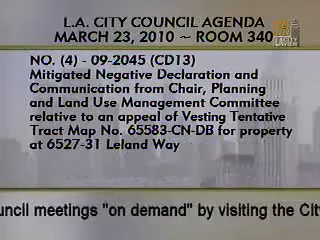 L.A. CITY COUNCIL AGENDA
MARCH 23, 2010 ~ ROOM 340
NO. (4) - 09-2045 (CD13)
Mitigated Negative Declaration and
Communication from Chair, Planning
and Land Use Management Committee
relative to an appeal of Vesting Tentative
Tract Map No. 65583-CN-DB for property
at 6527-31 Leland Way
uncil meetings "on demand" by visiting the Cit